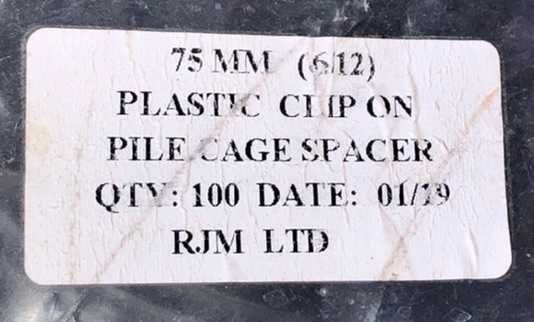 75 MM (6/12)
PLASTIC CLIP ON
PILE CAGE SPACER
QTY: 100 DATE: 01/19
RJM LTD